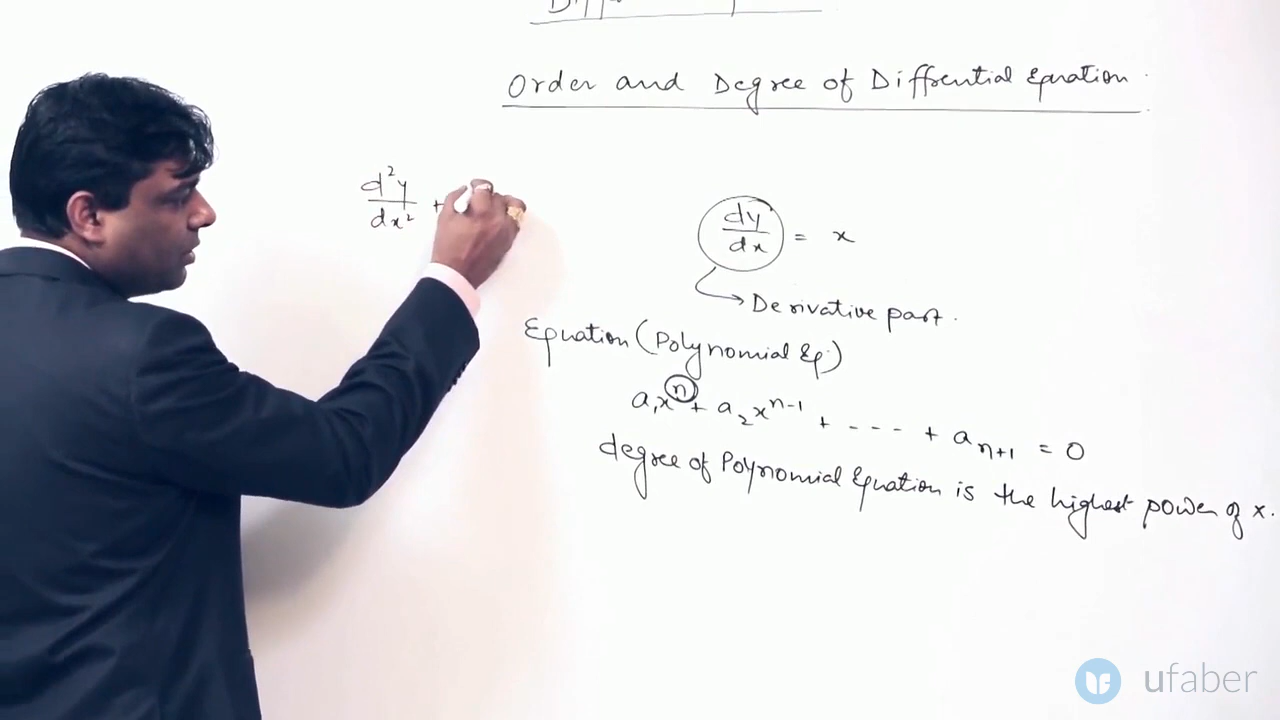 Order and Degree of Diffrential Equation
d²y/dx² +
dy/dx = x
Derivative part.
Equation (Polynomial Eq.)
a₁xⁿ + a₂xⁿ⁻¹ + - - - + aₙ₊₁ = 0
degree of Polynomial Equation is the highest power of x.
ufaber